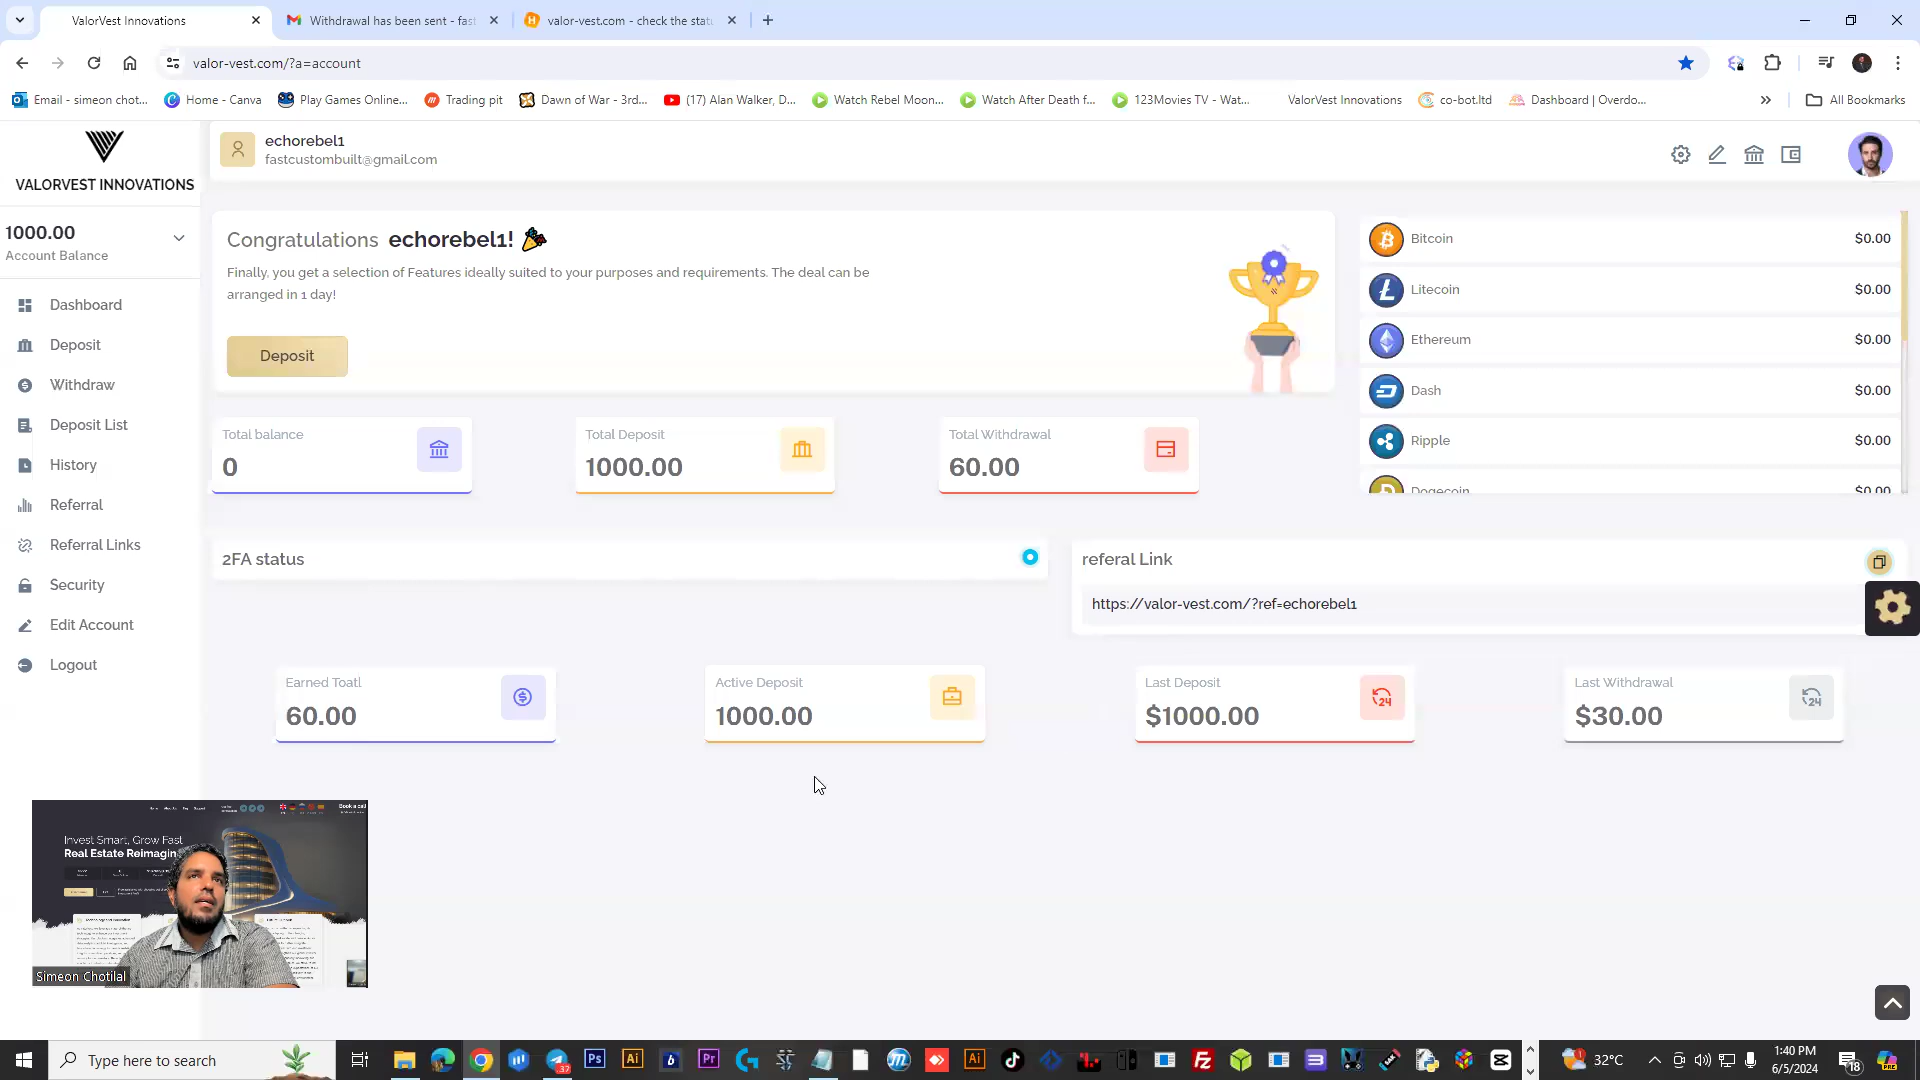 ValorVest Innovations
Withdrawal has been sent - fast
valor-vest.com - check the statu
valor-vest.com/?a=account
Email - simeon chot...
Home - Canva
Play Games Online...
Trading pit
Dawn of War - 3rd...
(17) Alan Walker, D...
Watch Rebel Moon...
Watch After Death f...
123Movies TV - Wat...
ValorVest Innovations
co-bot.ltd
Dashboard | Overdo...
All Bookmarks
VALORVEST INNOVATIONS
echorebel1
fastcustombuilt@gmail.com
1000.00
Account Balance
Dashboard
Deposit
Withdraw
Deposit List
History
Referral
Referral Links
Security
Edit Account
Logout
Congratulations echorebel1!
Finally, you get a selection of Features ideally suited to your purposes and requirements. The deal can be
arranged in 1 day!
Deposit
Bitcoin $0.00
Litecoin $0.00
Ethereum $0.00
Dash $0.00
Ripple $0.00
Dogecoin $0.00
Total balance
0
Total Deposit
1000.00
Total Withdrawal
60.00
2FA status
referal Link
https://valor-vest.com/?ref=echorebel1
Earned Toatl
60.00
Active Deposit
1000.00
Last Deposit
$1000.00
Last Withdrawal
$30.00
Invest Smart, Grow Fast
Real Estate Reimagin
Simeon Chotilal
Type here to search
32°C
1:40 PM
6/5/2024
18